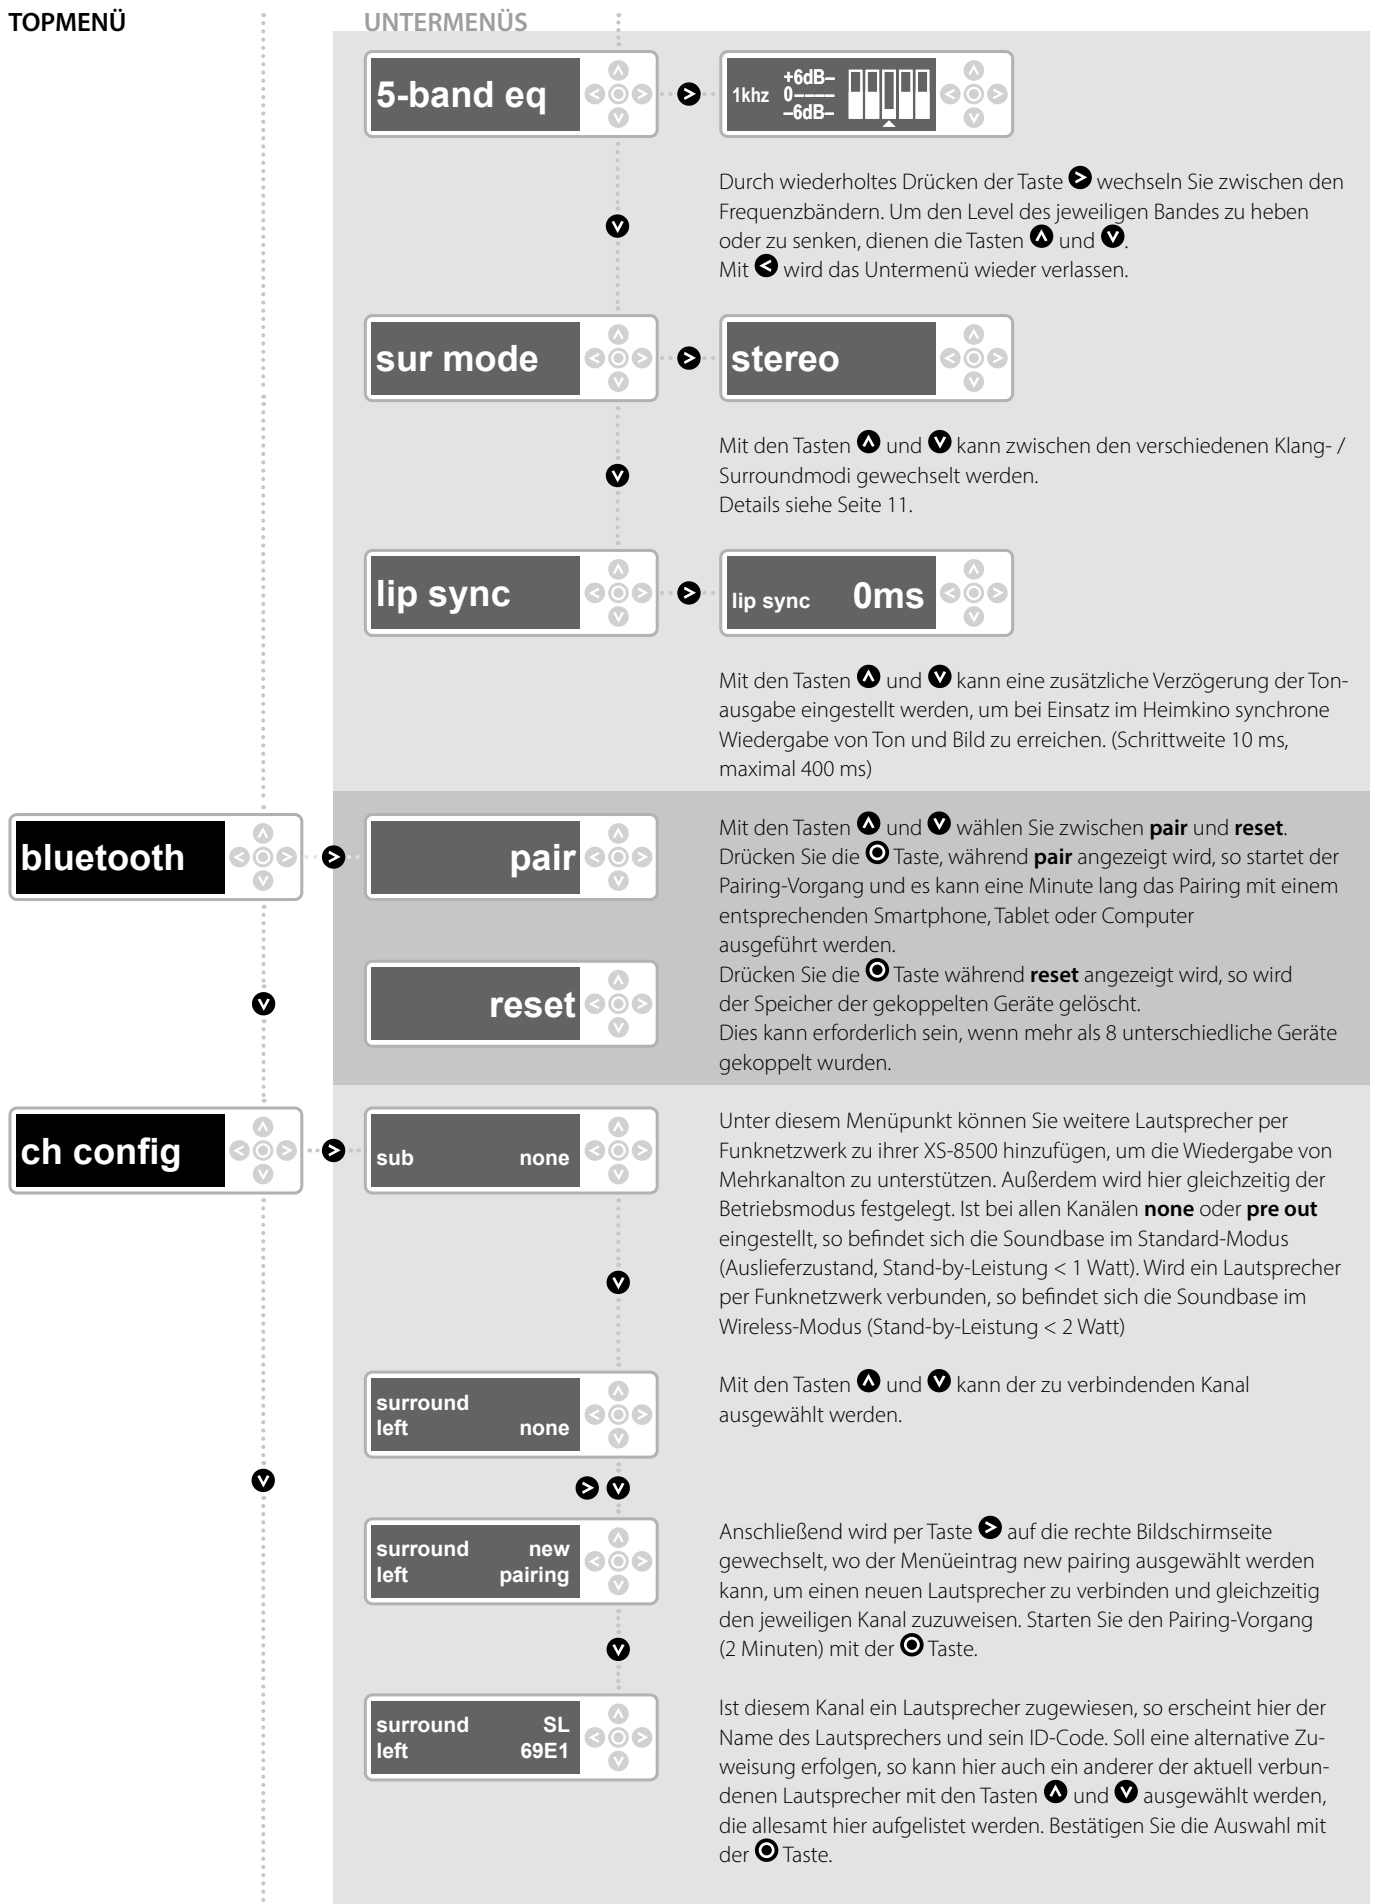 TOPMENÜ
UNTERMENÜS
5-band eq
1khz
+6dB–
0––––
–6dB–
Durch wiederholtes Drücken der Taste > wechseln Sie zwischen den
Frequenzbändern. Um den Level des jeweiligen Bandes zu heben
oder zu senken, dienen die Tasten ʌ und v.
Mit < wird das Untermenü wieder verlassen.
sur mode
stereo
Mit den Tasten ʌ und v kann zwischen den verschiedenen Klang- /
Surroundmodi gewechselt werden.
Details siehe Seite 11.
lip sync
lip sync 0ms
Mit den Tasten ʌ und v kann eine zusätzliche Verzögerung der Ton-
ausgabe eingestellt werden, um bei Einsatz im Heimkino synchrone
Wiedergabe von Ton und Bild zu erreichen. (Schrittweite 10 ms,
maximal 400 ms)
bluetooth
pair
Mit den Tasten ʌ und v wählen Sie zwischen pair und reset.
Drücken Sie die ⊙ Taste, während pair angezeigt wird, so startet der
Pairing-Vorgang und es kann eine Minute lang das Pairing mit einem
entsprechenden Smartphone, Tablet oder Computer
ausgeführt werden.
reset
Drücken Sie die ⊙ Taste während reset angezeigt wird, so wird
der Speicher der gekoppelten Geräte gelöscht.
Dies kann erforderlich sein, wenn mehr als 8 unterschiedliche Geräte
gekoppelt wurden.
ch config
sub none
Unter diesem Menüpunkt können Sie weitere Lautsprecher per
Funknetzwerk zu ihrer XS-8500 hinzufügen, um die Wiedergabe von
Mehrkanalton zu unterstützen. Außerdem wird hier gleichzeitig der
Betriebsmodus festgelegt. Ist bei allen Kanälen none oder pre out
eingestellt, so befindet sich die Soundbase im Standard-Modus
(Auslieferzustand, Stand-by-Leistung < 1 Watt). Wird ein Lautsprecher
per Funknetzwerk verbunden, so befindet sich die Soundbase im
Wireless-Modus (Stand-by-Leistung < 2 Watt)
surround
left none
Mit den Tasten ʌ und v kann der zu verbindenden Kanal
ausgewählt werden.
surround new
left pairing
Anschließend wird per Taste > auf die rechte Bildschirmseite
gewechselt, wo der Menüeintrag new pairing ausgewählt werden
kann, um einen neuen Lautsprecher zu verbinden und gleichzeitig
den jeweiligen Kanal zuzuweisen. Starten Sie den Pairing-Vorgang
(2 Minuten) mit der ⊙ Taste.
surround SL
left 69E1
Ist diesem Kanal ein Lautsprecher zugewiesen, so erscheint hier der
Name des Lautsprechers und sein ID-Code. Soll eine alternative Zu-
weisung erfolgen, so kann hier auch ein anderer der aktuell verbun-
denen Lautsprecher mit den Tasten ʌ und v ausgewählt werden,
die allesamt hier aufgelistet werden. Bestätigen Sie die Auswahl mit
der ⊙ Taste.